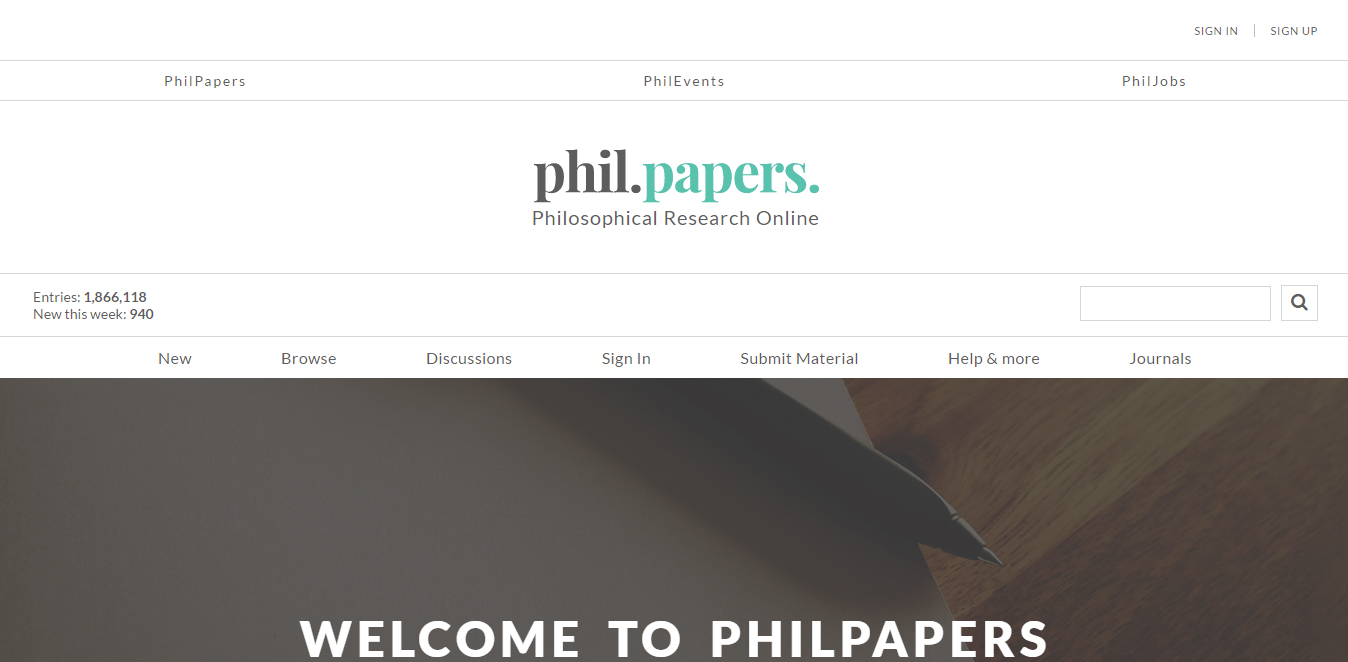 SIGN IN SIGN UP
PhilPapers PhilEvents PhilJobs
phil.papers.
Philosophical Research Online
Entries: 1,866,118
New this week: 940
New Browse Discussions Sign In Submit Material Help & more Journals
WELCOME TO PHILPAPERS